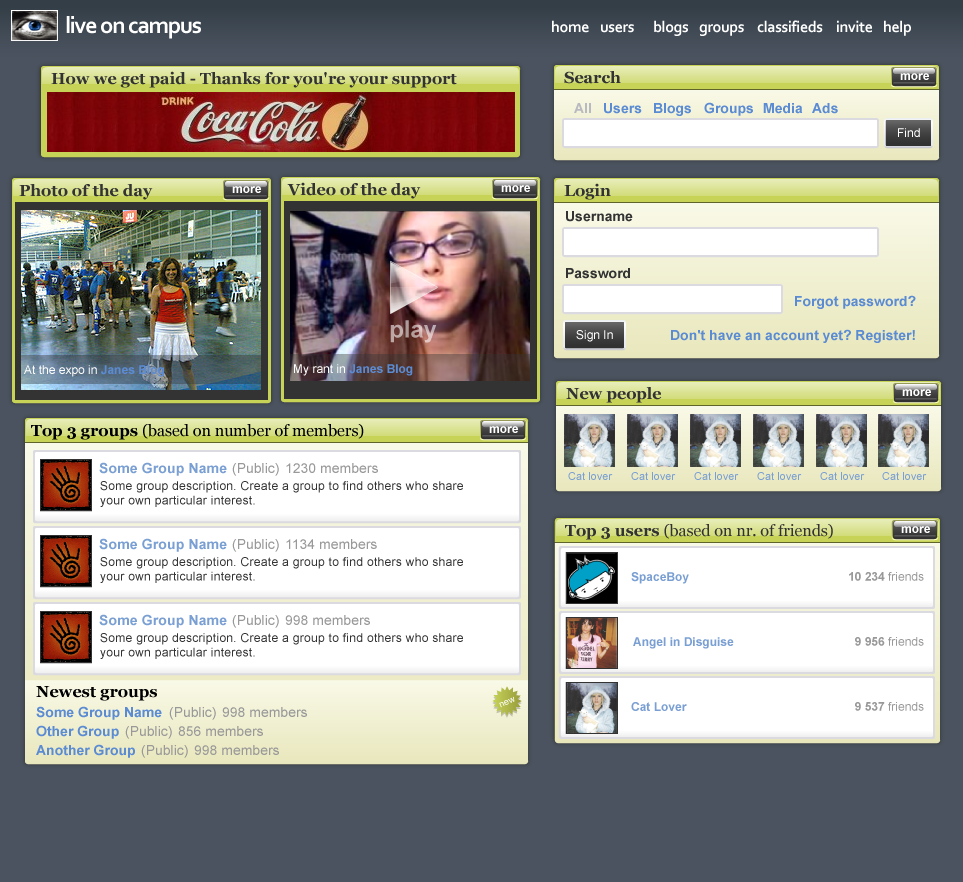 live on campus
home users blogs groups classifieds invite help
How we get paid - Thanks for you're your support
DRINK
Coca-Cola
Search more
All Users Blogs Groups Media Ads
Find
Photo of the day more
At the expo in Janes Blog
Video of the day more
play
My rant in Janes Blog
Login
Username
Password
Forgot password?
Sign In
Don't have an account yet? Register!
New people more
Cat lover Cat lover Cat lover Cat lover Cat lover Cat lover
Top 3 groups (based on number of members) more
Some Group Name (Public) 1230 members
Some group description. Create a group to find others who share
your own particular interest.
Some Group Name (Public) 1134 members
Some group description. Create a group to find others who share
your own particular interest.
Some Group Name (Public) 998 members
Some group description. Create a group to find others who share
your own particular interest.
Newest groups
new
Some Group Name (Public) 998 members
Other Group (Public) 856 members
Another Group (Public) 998 members
Top 3 users (based on nr. of friends) more
SpaceBoy 10 234 friends
Angel in Disguise 9 956 friends
Cat Lover 9 537 friends